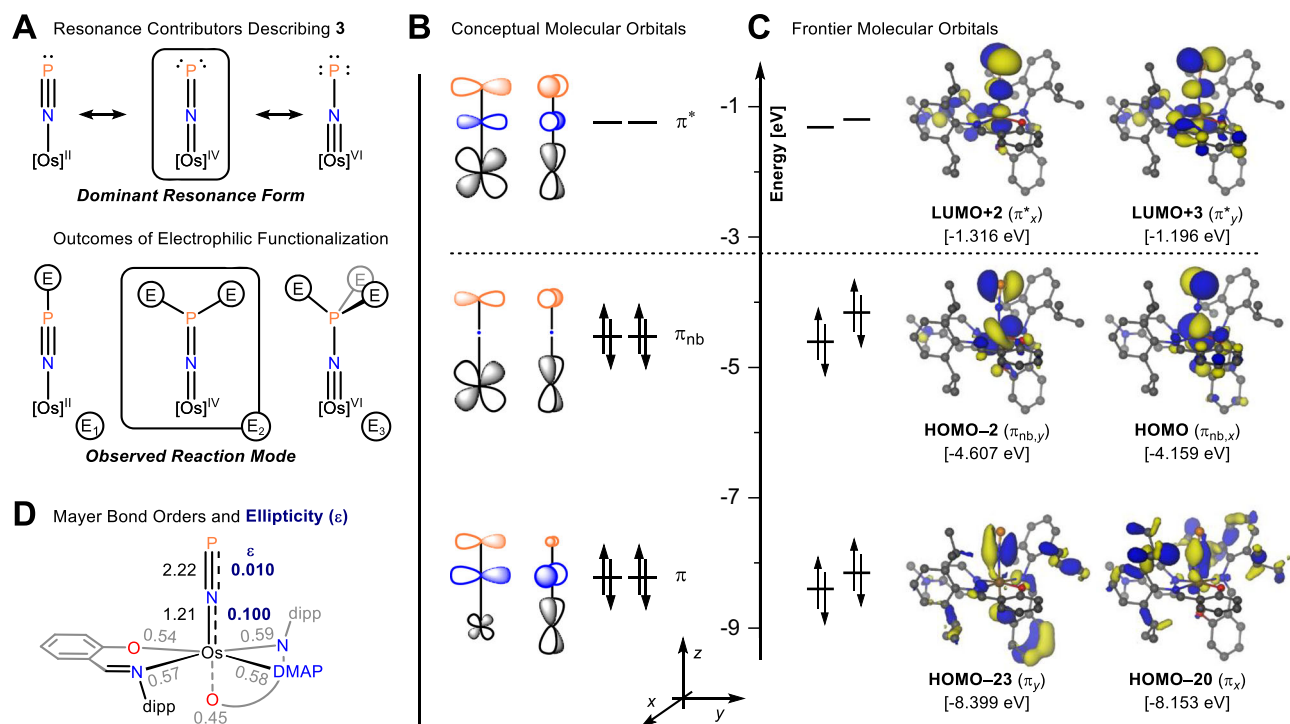 A Resonance Contributors Describing 3
P P P
N N N
[Os]II [Os]IV [Os]VI
Dominant Resonance Form
Outcomes of Electrophilic Functionalization
E E E E E E
P P P
N N N
[Os]II [Os]IV [Os]VI
E1 E2 E3
Observed Reaction Mode
D Mayer Bond Orders and Ellipticity (ε)
P
ε
2.22 0.010
N
1.21 0.100
dipp
0.54 0.59
O N
Os
N 0.57 0.58 DMAP
dipp O
0.45
B Conceptual Molecular Orbitals
π*
πnb
π
z
x y
C Frontier Molecular Orbitals
Energy [eV]
-1
-3
-5
-7
-9
LUMO+2 (π*x) LUMO+3 (π*y)
[-1.316 eV] [-1.196 eV]
HOMO–2 (πnb,y) HOMO (πnb,x)
[-4.607 eV] [-4.159 eV]
HOMO–23 (πy) HOMO–20 (πx)
[-8.399 eV] [-8.153 eV]